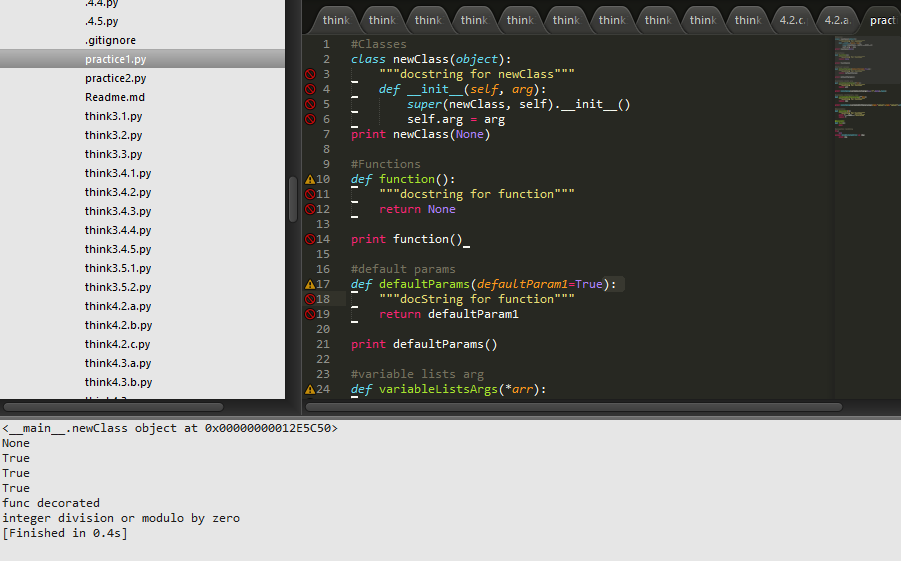 .4.4.py
.4.5.py
.gitignore
practice1.py
practice2.py
Readme.md
think3.1.py
think3.2.py
think3.3.py
think3.4.1.py
think3.4.2.py
think3.4.3.py
think3.4.4.py
think3.4.5.py
think3.5.1.py
think3.5.2.py
think4.2.a.py
think4.2.b.py
think4.2.c.py
think4.3.a.py
think4.3.b.py
think think think think think think think think think think 4.2.c. 4.2.a. pract
1 #Classes
2 class newClass(object):
3 """docstring for newClass"""
4 def __init__(self, arg):
5 super(newClass, self).__init__()
6 self.arg = arg
7 print newClass(None)
8
9 #Functions
10 def function():
11 """docstring for function"""
12 return None
13
14 print function()
15
16 #default params
17 def defaultParams(defaultParam1=True):
18 """docString for function"""
19 return defaultParam1
20
21 print defaultParams()
22
23 #variable lists arg
24 def variableListsArgs(*arr):
<__main__.newClass object at 0x00000000012E5C50>
None
True
True
True
func decorated
integer division or modulo by zero
[Finished in 0.4s]